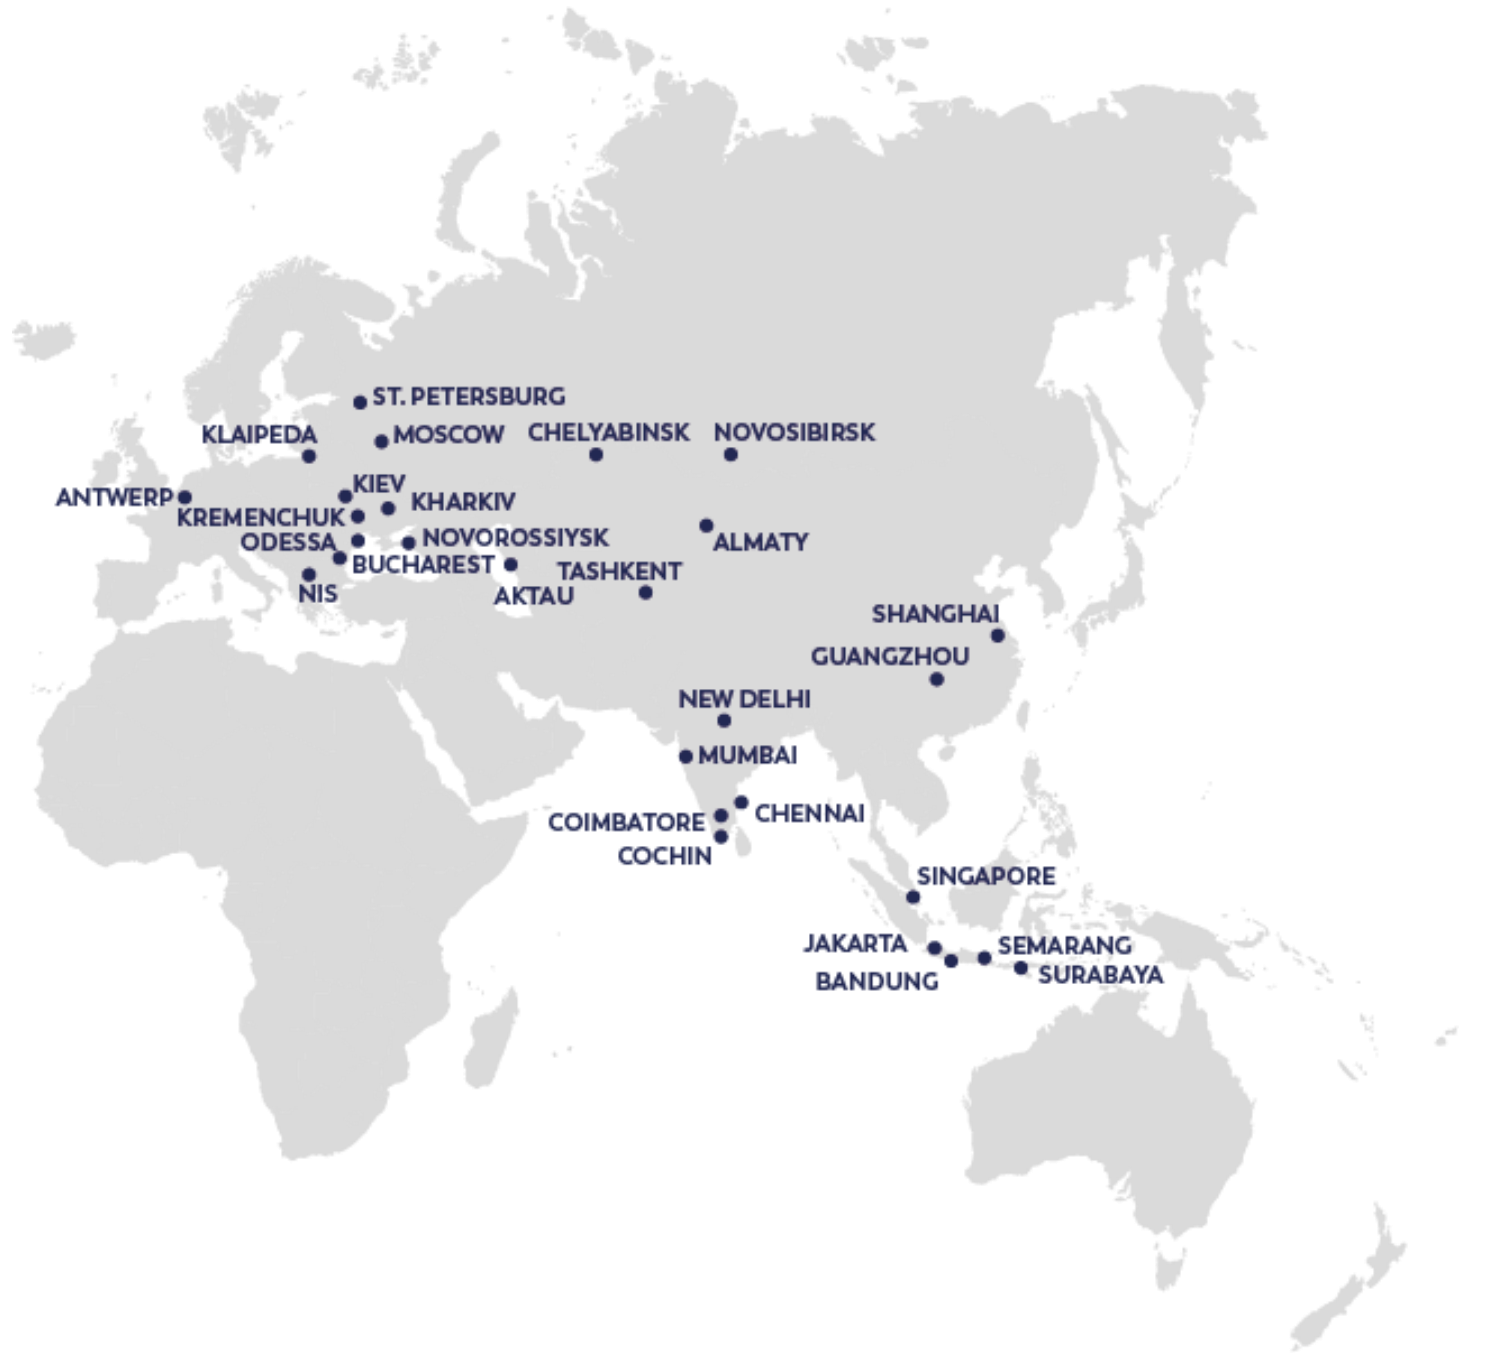 ST. PETERSBURG
KLAIPEDA
MOSCOW
CHELYABINSK
NOVOSIBIRSK
ANTWERP
KIEV
KHARKIV
KREMENCHUK
ODESSA
NOVOROSSIYSK
ALMATY
BUCHAREST
TASHKENT
NIS
AKTAU
SHANGHAI
GUANGZHOU
NEW DELHI
MUMBAI
COIMBATORE
CHENNAI
COCHIN
SINGAPORE
JAKARTA
SEMARANG
BANDUNG
SURABAYA